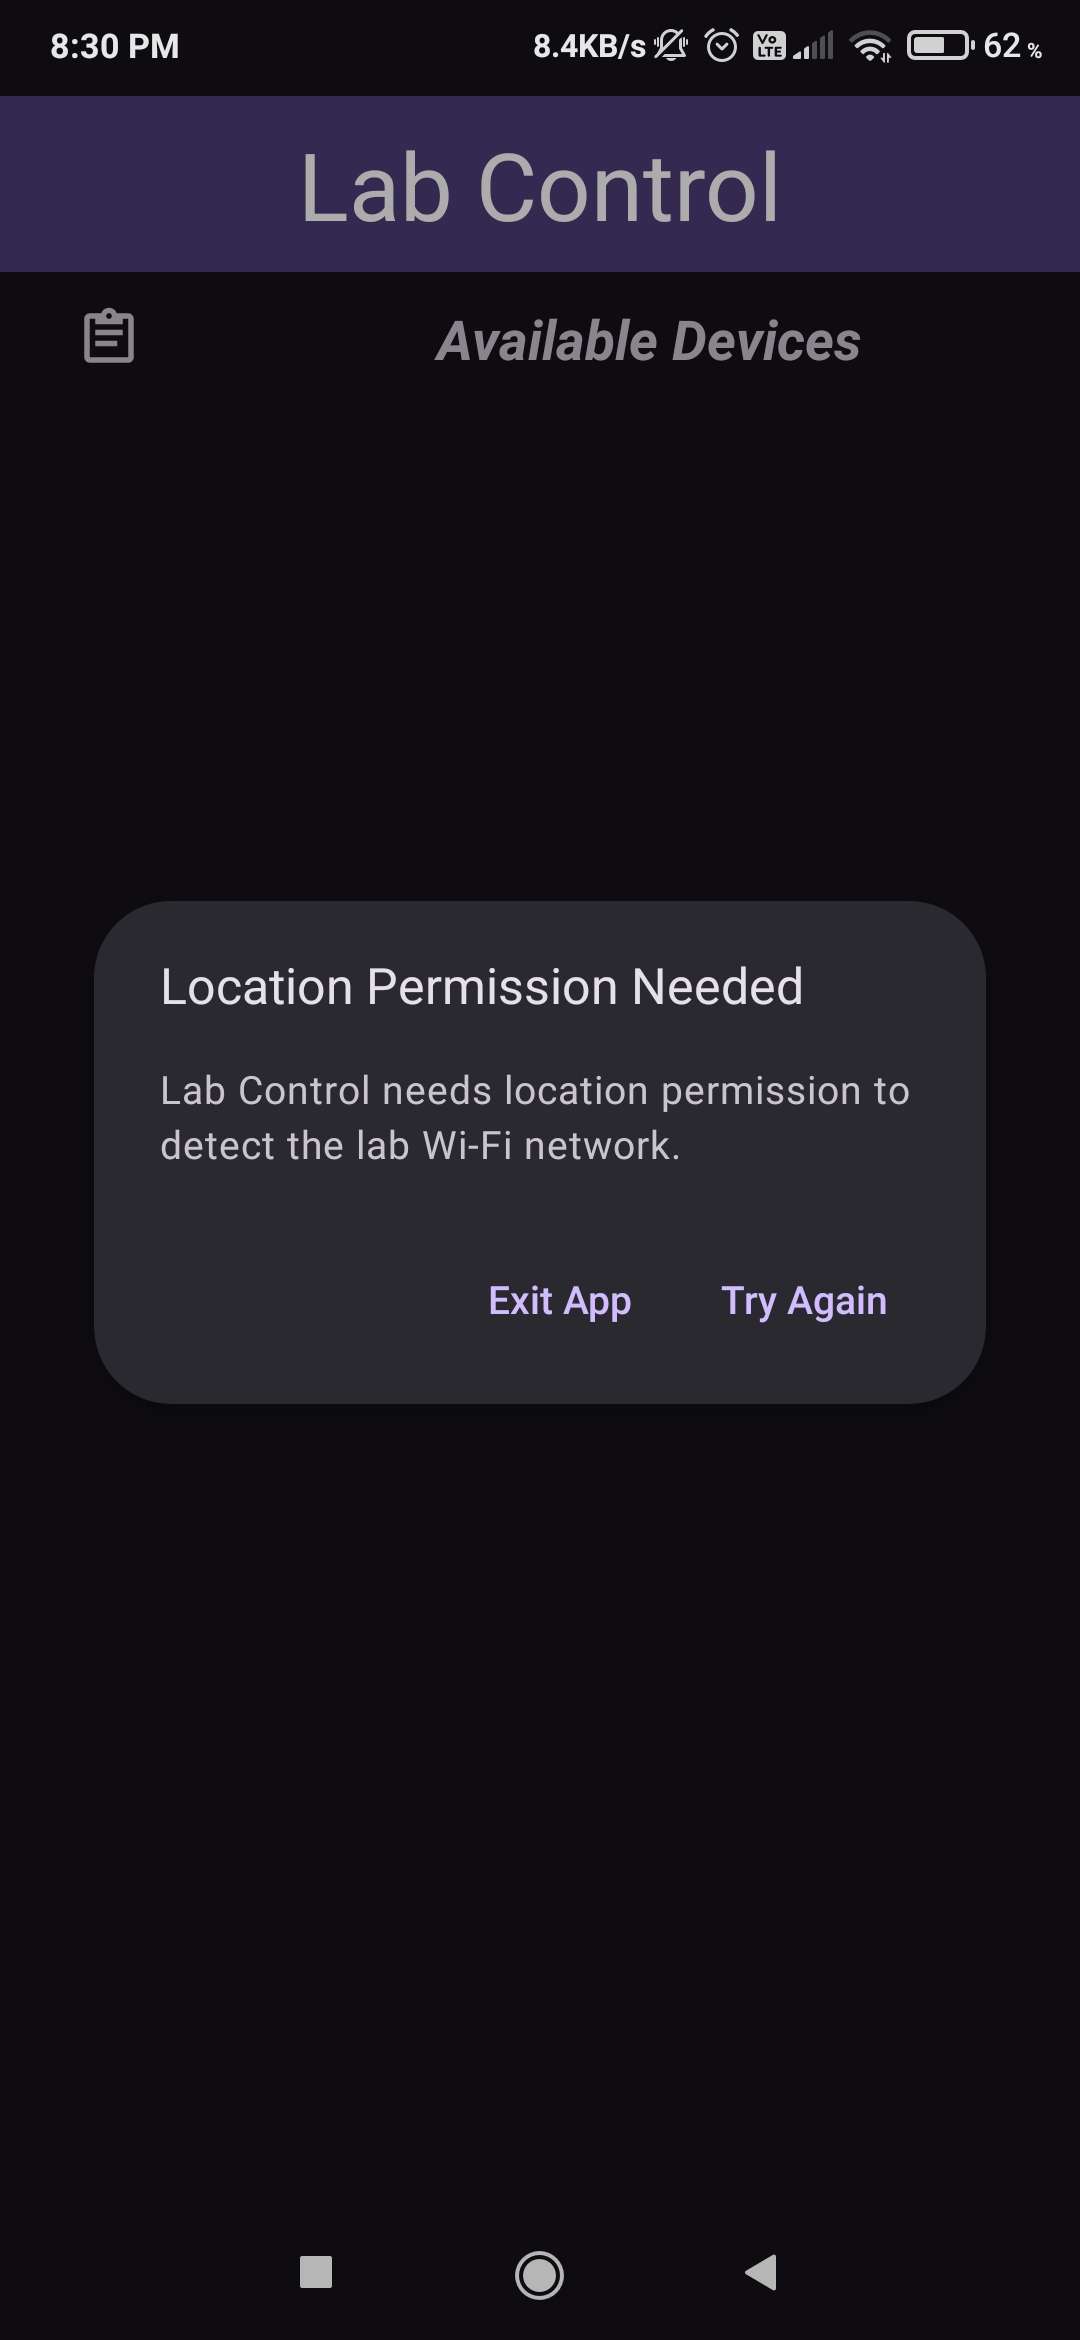 8:30 PM 8.4KB/s Vo LTE 62 %
Lab Control
Available Devices
Location Permission Needed
Lab Control needs location permission to
detect the lab Wi-Fi network.
Exit App Try Again